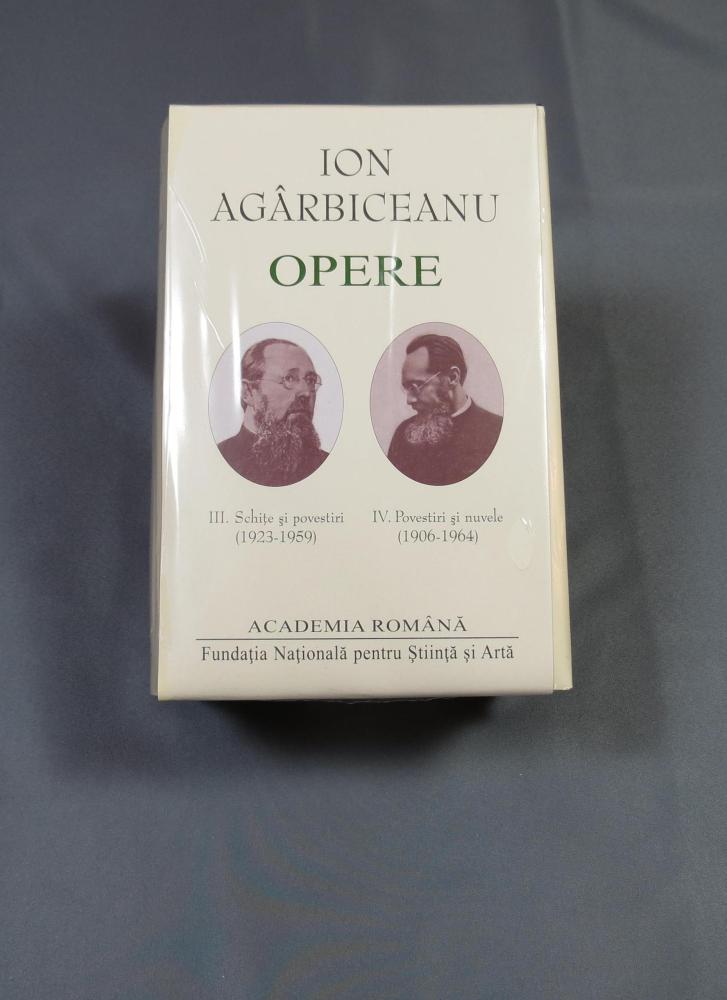 ION
AGÂRBICEANU
OPERE
III. Schițe și povestiri
(1923-1959)
IV. Povestiri și nuvele
(1906-1964)
ACADEMIA ROMÂNĂ
Fundația Națională pentru Știință și Artă